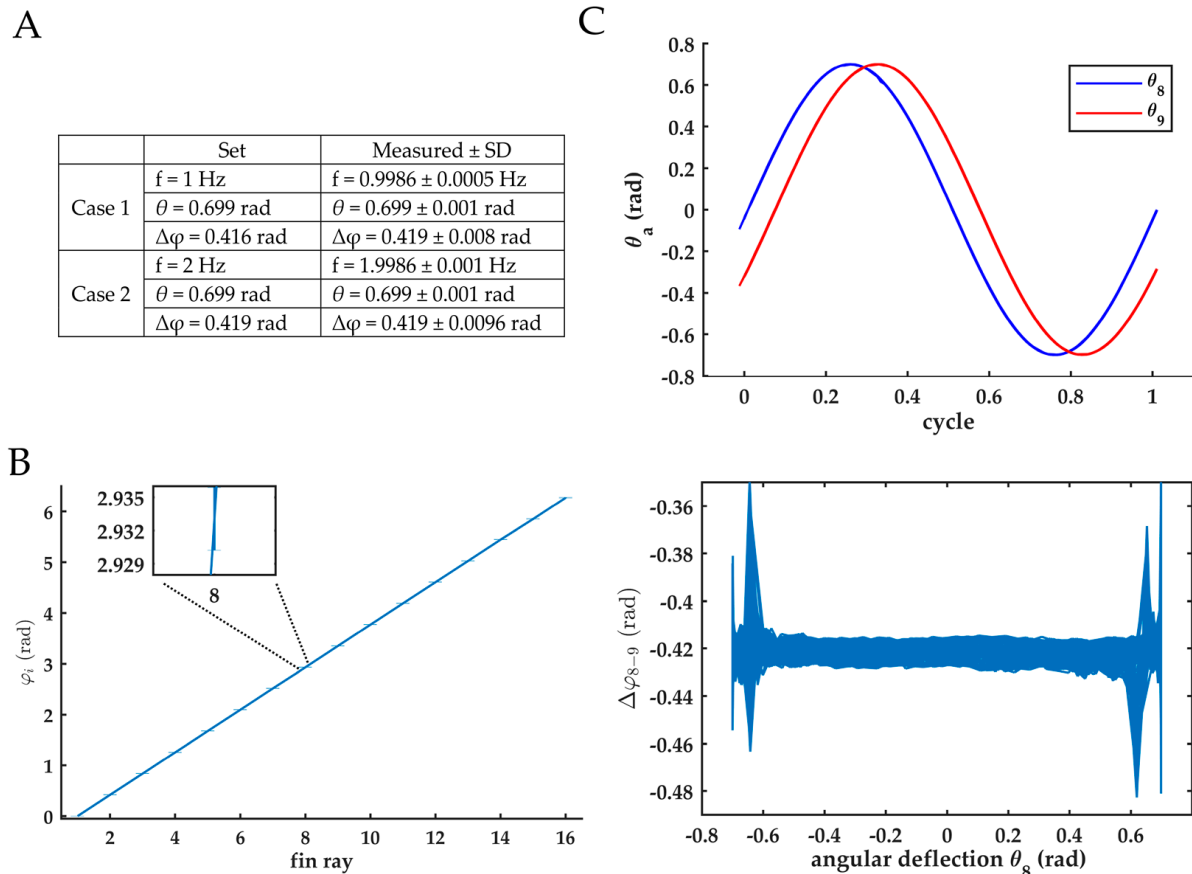 A
Set Measured ± SD
Case 1
f = 1 Hz f = 0.9986 ± 0.0005 Hz
θ = 0.699 rad θ = 0.699 ± 0.001 rad
Δφ = 0.416 rad Δφ = 0.419 ± 0.008 rad
Case 2
f = 2 Hz f = 1.9986 ± 0.001 Hz
θ = 0.699 rad θ = 0.699 ± 0.001 rad
Δφ = 0.419 rad Δφ = 0.419 ± 0.0096 rad
B
2.935
2.932
2.929
8
6
5
4
3
2
1
0
φi (rad)
2 4 6 8 10 12 14 16
fin ray
C
0.8
0.6
0.4
0.2
0
-0.2
-0.4
-0.6
-0.8
θa (rad)
θ8
θ9
0 0.2 0.4 0.6 0.8 1
cycle
-0.36
-0.38
-0.4
-0.42
-0.44
-0.46
-0.48
Δφ8−9 (rad)
-0.8 -0.6 -0.4 -0.2 0 0.2 0.4 0.6
angular deflection θ8 (rad)